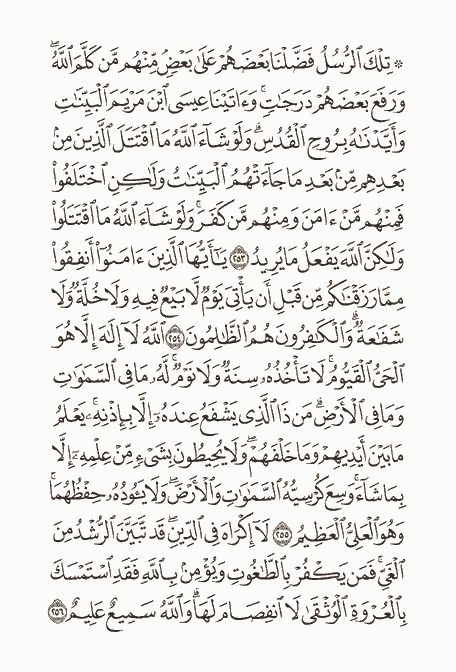 ۞ تِلْكَ ٱلرُّسُلُ فَضَّلْنَا بَعْضَهُمْ عَلَىٰ بَعْضٍۘ مِّنْهُم مَّن كَلَّمَ ٱللَّهُۖ
وَرَفَعَ بَعْضَهُمْ دَرَجَٰتٍۚ وَءَاتَيْنَا عِيسَى ٱبْنَ مَرْيَمَ ٱلْبَيِّنَٰتِ
وَأَيَّدْنَٰهُ بِرُوحِ ٱلْقُدُسِۗ وَلَوْ شَآءَ ٱللَّهُ مَا ٱقْتَتَلَ ٱلَّذِينَ مِنۢ
بَعْدِهِم مِّنۢ بَعْدِ مَا جَآءَتْهُمُ ٱلْبَيِّنَٰتُ وَلَٰكِنِ ٱخْتَلَفُوا۟
فَمِنْهُم مَّنْ ءَامَنَ وَمِنْهُم مَّن كَفَرَۚ وَلَوْ شَآءَ ٱللَّهُ مَا ٱقْتَتَلُوا۟
وَلَٰكِنَّ ٱللَّهَ يَفْعَلُ مَا يُرِيدُ ٢٥٣ يَٰٓأَيُّهَا ٱلَّذِينَ ءَامَنُوٓا۟ أَنفِقُوا۟
مِمَّا رَزَقْنَٰكُم مِّن قَبْلِ أَن يَأْتِىَ يَوْمٌ لَّا بَيْعٌ فِيهِ وَلَا خُلَّةٌ وَلَا
شَفَٰعَةٌۗ وَٱلْكَٰفِرُونَ هُمُ ٱلظَّٰلِمُونَ ٢٥٤ ٱللَّهُ لَآ إِلَٰهَ إِلَّا هُوَ
ٱلْحَىُّ ٱلْقَيُّومُۚ لَا تَأْخُذُهُۥ سِنَةٌ وَلَا نَوْمٌۚ لَّهُۥ مَا فِى ٱلسَّمَٰوَٰتِ
وَمَا فِى ٱلْأَرْضِۗ مَن ذَا ٱلَّذِى يَشْفَعُ عِندَهُۥٓ إِلَّا بِإِذْنِهِۦۚ يَعْلَمُ
مَا بَيْنَ أَيْدِيهِمْ وَمَا خَلْفَهُمْۖ وَلَا يُحِيطُونَ بِشَىْءٍ مِّنْ عِلْمِهِۦٓ إِلَّا
بِمَا شَآءَۚ وَسِعَ كُرْسِيُّهُ ٱلسَّمَٰوَٰتِ وَٱلْأَرْضَۖ وَلَا يَـُٔودُهُۥ حِفْظُهُمَاۚ
وَهُوَ ٱلْعَلِىُّ ٱلْعَظِيمُ ٢٥٥ لَآ إِكْرَاهَ فِى ٱلدِّينِۖ قَد تَّبَيَّنَ ٱلرُّشْدُ مِنَ
ٱلْغَىِّۚ فَمَن يَكْفُرْ بِٱلطَّٰغُوتِ وَيُؤْمِنۢ بِٱللَّهِ فَقَدِ ٱسْتَمْسَكَ
بِٱلْعُرْوَةِ ٱلْوُثْقَىٰ لَا ٱنفِصَامَ لَهَاۗ وَٱللَّهُ سَمِيعٌ عَلِيمٌ ٢٥٦